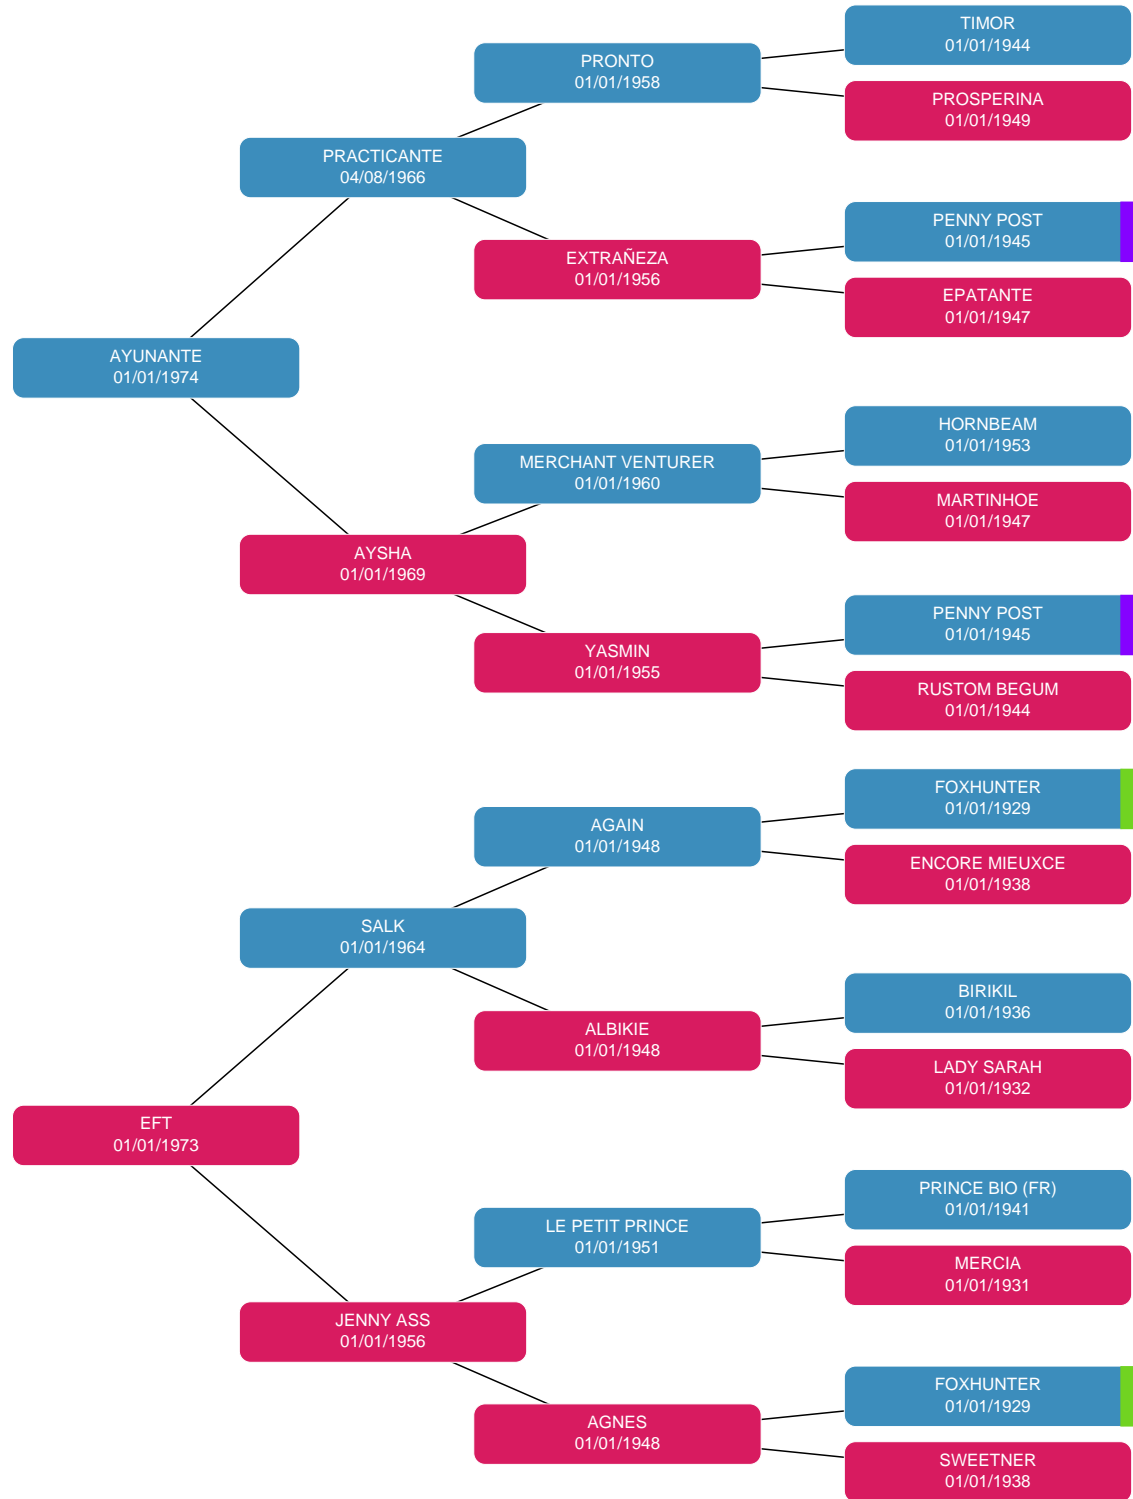 TIMOR
01/01/1944
PRONTO
01/01/1958
PROSPERINA
01/01/1949
PRACTICANTE
04/08/1966
PENNY POST
01/01/1945
EXTRAÑEZA
01/01/1956
EPATANTE
01/01/1947
AYUNANTE
01/01/1974
HORNBEAM
01/01/1953
MERCHANT VENTURER
01/01/1960
MARTINHOE
01/01/1947
AYSHA
01/01/1969
PENNY POST
01/01/1945
YASMIN
01/01/1955
RUSTOM BEGUM
01/01/1944
FOXHUNTER
01/01/1929
AGAIN
01/01/1948
ENCORE MIEUXCE
01/01/1938
SALK
01/01/1964
BIRIKIL
01/01/1936
ALBIKIE
01/01/1948
LADY SARAH
01/01/1932
EFT
01/01/1973
PRINCE BIO (FR)
01/01/1941
LE PETIT PRINCE
01/01/1951
MERCIA
01/01/1931
JENNY ASS
01/01/1956
FOXHUNTER
01/01/1929
AGNES
01/01/1948
SWEETNER
01/01/1938